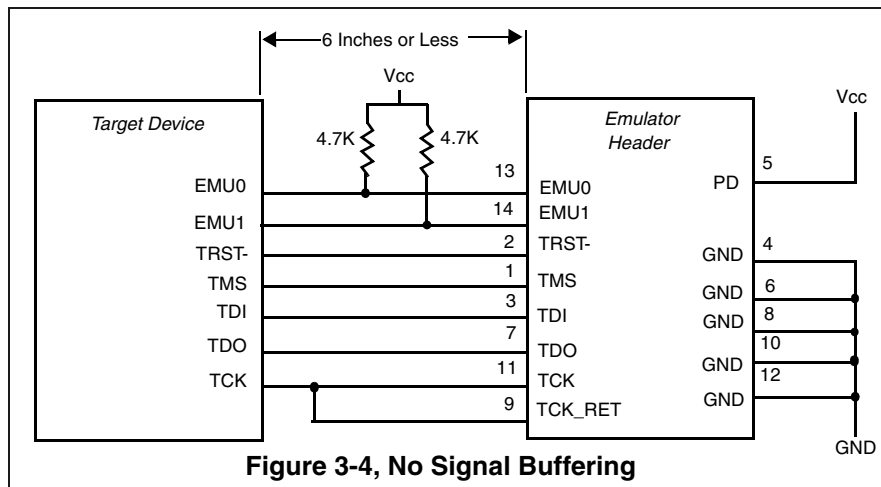 6 Inches or Less
Vcc
Vcc
Target Device
Emulator
Header
4.7K
4.7K
EMU0
13
EMU0
5
PD
EMU1
14
EMU1
TRST-
2
TRST-
4
GND
TMS
1
TMS
6
GND
TDI
3
TDI
8
GND
TDO
7
TDO
10
GND
TCK
11
TCK
12
GND
9
TCK_RET
GND
Figure 3-4, No Signal Buffering